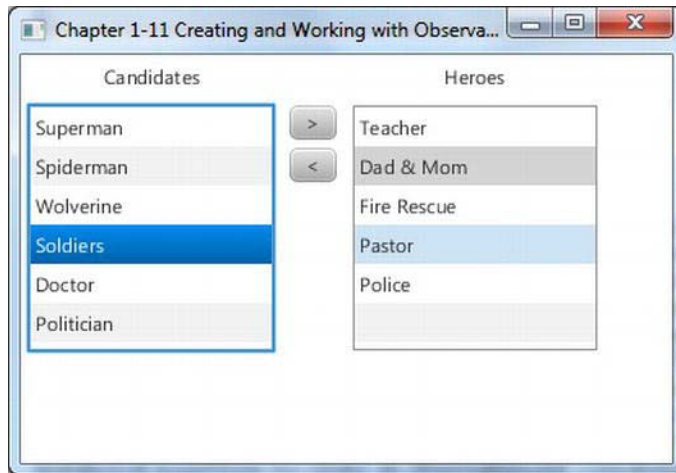 Chapter 1-11 Creating and Working with Observa...
Candidates
Superman
Spiderman
Wolverine
Soldiers
Doctor
Politician
>
<
Heroes
Teacher
Dad & Mom
Fire Rescue
Pastor
Police